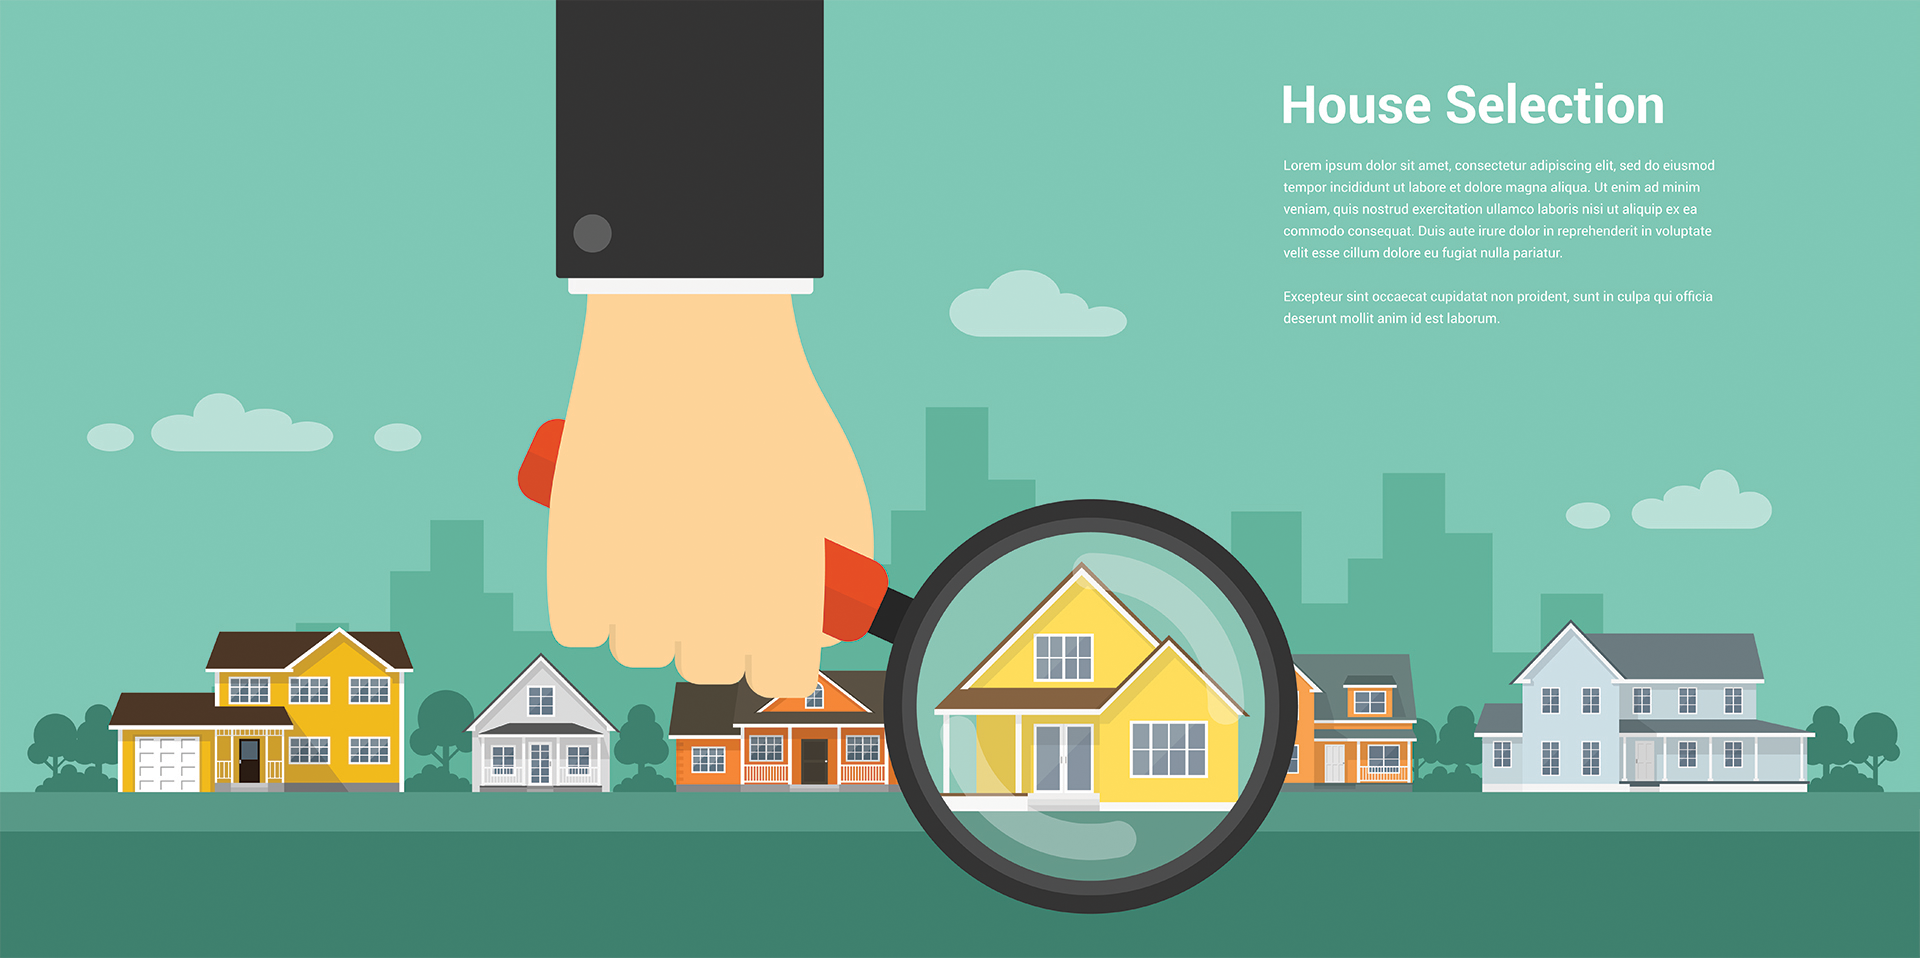 House Selection
Lorem ipsum dolor sit amet, consectetur adipiscing elit, sed do eiusmod
tempor incididunt ut labore et dolore magna aliqua. Ut enim ad minim
veniam, quis nostrud exercitation ullamco laboris nisi ut aliquip ex ea
commodo consequat. Duis aute irure dolor in reprehenderit in voluptate
velit esse cillum dolore eu fugiat nulla pariatur.
Excepteur sint occaecat cupidatat non proident, sunt in culpa qui officia
deserunt mollit anim id est laborum.